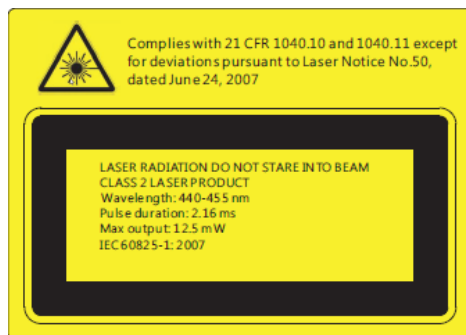 Complies with 21 CFR 1040.10 and 1040.11 except
for deviations pursuant to Laser Notice No.50,
dated June 24, 2007
LASER RADIATION DO NOT STARE INTO BEAM
CLASS 2 LASER PRODUCT
Wavelength: 440-455 nm
Pulse duration: 2.16 ms
Max output: 12.5 mW
IEC 60825-1: 2007